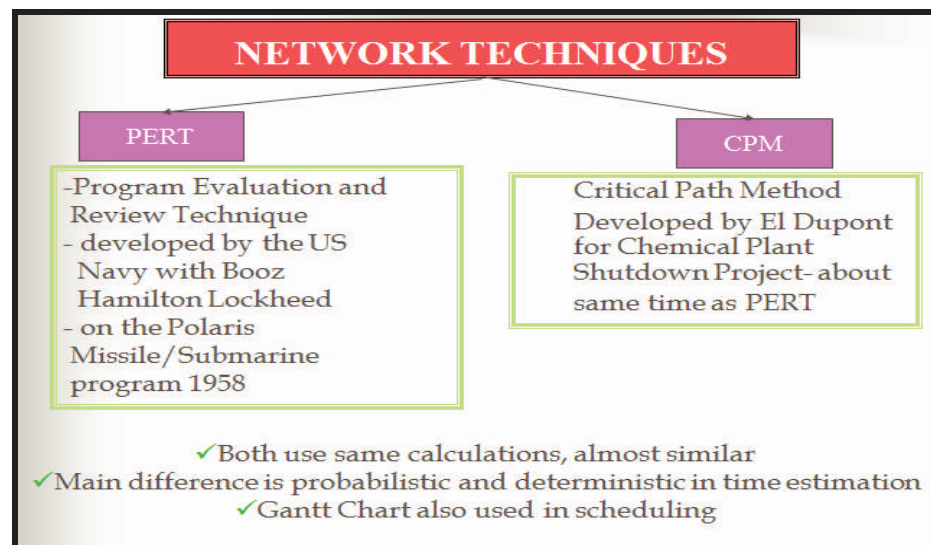 NETWORK TECHNIQUES
PERT
-Program Evaluation and
Review Technique
- developed by the US
Navy with Booz
Hamilton Lockheed
- on the Polaris
Missile/Submarine
program 1958
CPM
Critical Path Method
Developed by El Dupont
for Chemical Plant
Shutdown Project- about
same time as PERT
✓Both use same calculations, almost similar
✓Main difference is probabilistic and deterministic in time estimation
✓Gantt Chart also used in scheduling